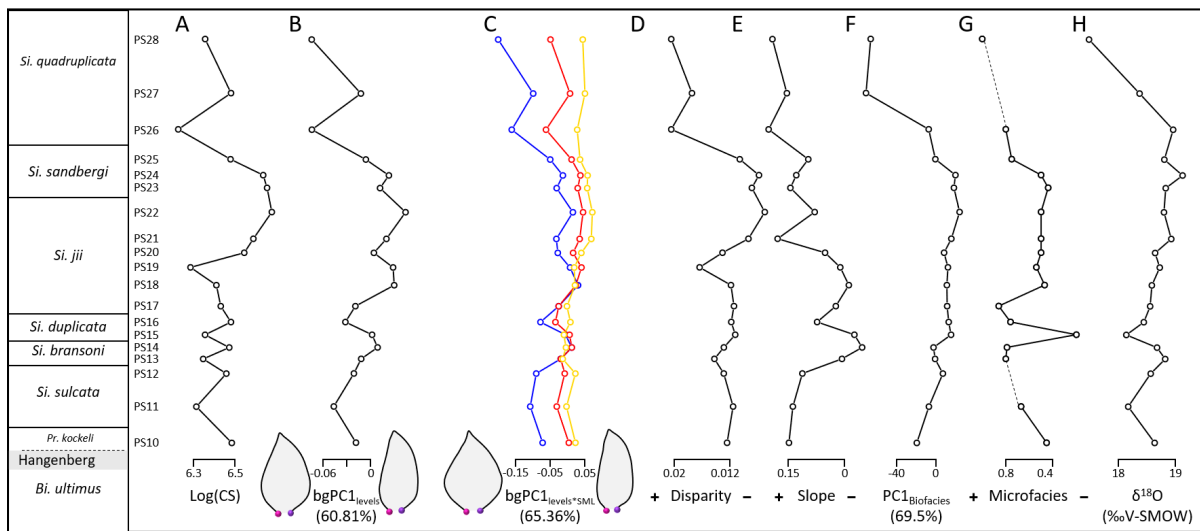 A B C D E F G H
Si. quadruplicata
Si. sandbergi
Si. jii
Si. duplicata
Si. bransoni
Si. sulcata
Pr. kockeli
Hangenberg
Bi. ultimus
PS28
PS27
PS26
PS25
PS24
PS23
PS22
PS21
PS20
PS19
PS18
PS17
PS16
PS15
PS14
PS13
PS12
PS11
PS10
6.3 6.5
Log(CS)
-0.06 0
bgPC1levels
(60.81%)
-0.15 -0.05 0.05
bgPC1levels*SML
(65.36%)
0.02 0.012
+ Disparity −
0.15 0
+ Slope −
-40 0
PC1Biofacies
(69.5%)
0.8 0.4
+ Microfacies −
18 19
δ18O
(‰V-SMOW)